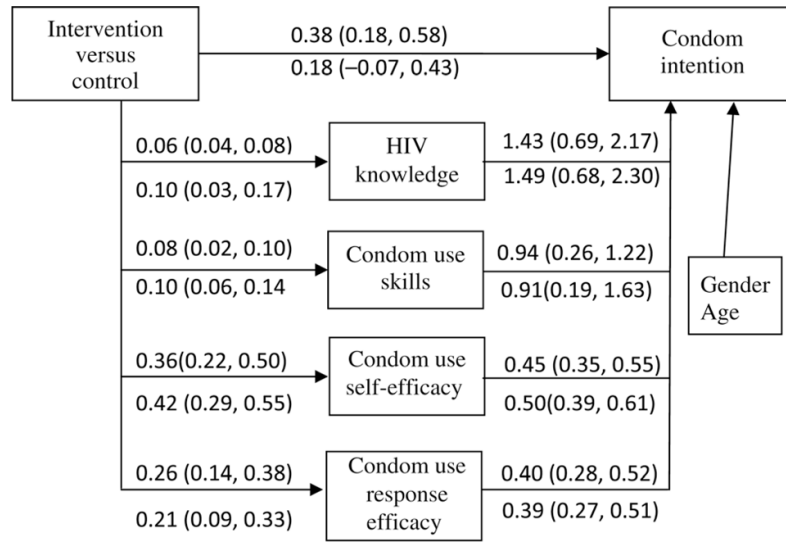 Intervention
versus
control
0.38 (0.18, 0.58)
0.18 (–0.07, 0.43)
Condom
intention
0.06 (0.04, 0.08)
0.10 (0.03, 0.17)
HIV
knowledge
1.43 (0.69, 2.17)
1.49 (0.68, 2.30)
0.08 (0.02, 0.10)
0.10 (0.06, 0.14
Condom use
skills
0.94 (0.26, 1.22)
0.91(0.19, 1.63)
Gender
Age
0.36(0.22, 0.50)
0.42 (0.29, 0.55)
Condom use
self-efficacy
0.45 (0.35, 0.55)
0.50(0.39, 0.61)
0.26 (0.14, 0.38)
0.21 (0.09, 0.33)
Condom use
response
efficacy
0.40 (0.28, 0.52)
0.39 (0.27, 0.51)